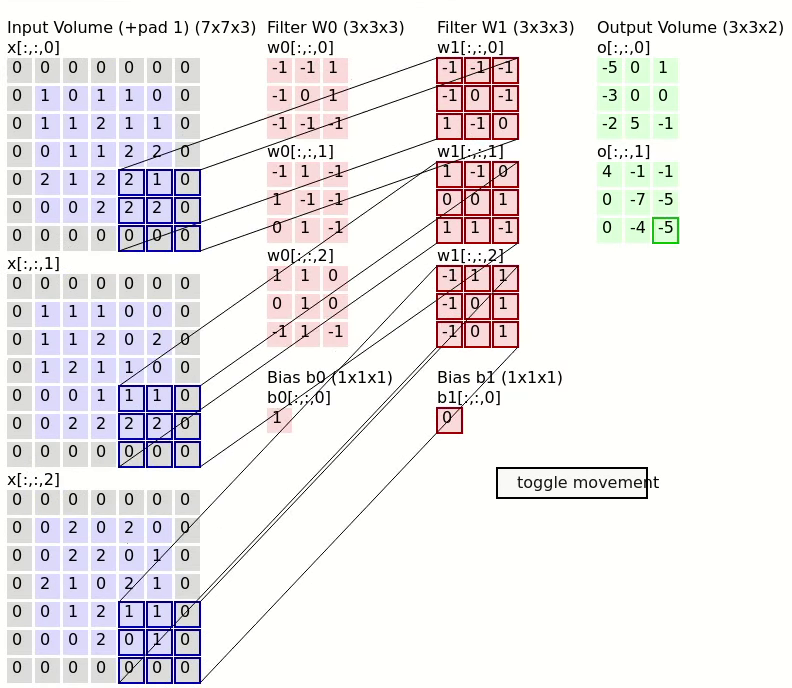 Input Volume (+pad 1) (7x7x3)
x[:,:,0]
0 0 0 0 0 0 0
0 1 0 1 1 0 0
0 1 1 2 1 1 0
0 0 1 1 2 2 0
0 2 1 2 2 1 0
0 0 0 2 2 2 0
0 0 0 0 0 0 0
x[:,:,1]
0 0 0 0 0 0 0
0 1 1 1 0 0 0
0 1 1 2 0 2 0
0 1 2 1 1 0 0
0 0 0 1 1 1 0
0 0 2 2 2 2 0
0 0 0 0 0 0 0
x[:,:,2]
0 0 0 0 0 0 0
0 0 2 0 2 0 0
0 0 2 2 0 1 0
0 2 1 0 2 1 0
0 0 1 2 1 1 0
0 0 0 2 0 1 0
0 0 0 0 0 0 0
Filter W0 (3x3x3)
w0[:,:,0]
-1 -1 1
-1 0 1
-1 -1 -1
w0[:,:,1]
-1 1 -1
1 -1 -1
0 1 -1
w0[:,:,2]
1 1 0
0 1 0
-1 1 -1
Bias b0 (1x1x1)
b0[:,:,0]
1
Filter W1 (3x3x3)
w1[:,:,0]
-1 -1 -1
-1 0 -1
1 -1 0
w1[:,:,1]
1 -1 0
0 0 1
1 1 -1
w1[:,:,2]
-1 1 1
-1 0 1
-1 0 1
Bias b1 (1x1x1)
b1[:,:,0]
0
Output Volume (3x3x2)
o[:,:,0]
-5 0 1
-3 0 0
-2 5 -1
o[:,:,1]
4 -1 -1
0 -7 -5
0 -4 -5
toggle movement